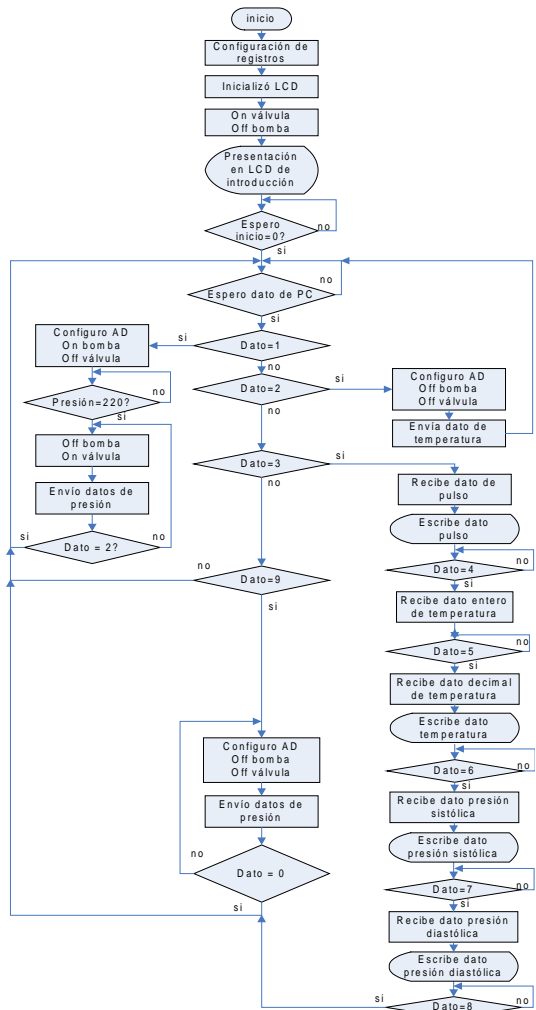 inicio
Configuración de
registros
Inicializó LCD
On válvula
Off bomba
Presentación
en LCD de
introducción
Espero
inicio=0?
no
si
Espero dato de PC
no
si
Dato=1
si
no
Configuro AD
On bomba
Off válvula
Presión=220?
no
si
Off bomba
On válvula
Envío datos de
presión
Dato = 2?
si
no
Dato=2
si
no
Configuro AD
Off bomba
Off válvula
Envía dato de
temperatura
Dato=3
si
no
Recibe dato de
pulso
Escribe dato
pulso
Dato=4
no
si
Recibe dato entero
de temperatura
Dato=5
no
si
Recibe dato decimal
de temperatura
Escribe dato
temperatura
Dato=6
no
si
Recibe dato presión
sistólica
Escribe dato
presión sistólica
Dato=7
no
si
Recibe dato presión
diastólica
Escribe dato
presión diastólica
Dato=8
si
no
Dato=9
no
si
Configuro AD
Off bomba
Off válvula
Envío datos de
presión
Dato = 0
no
si